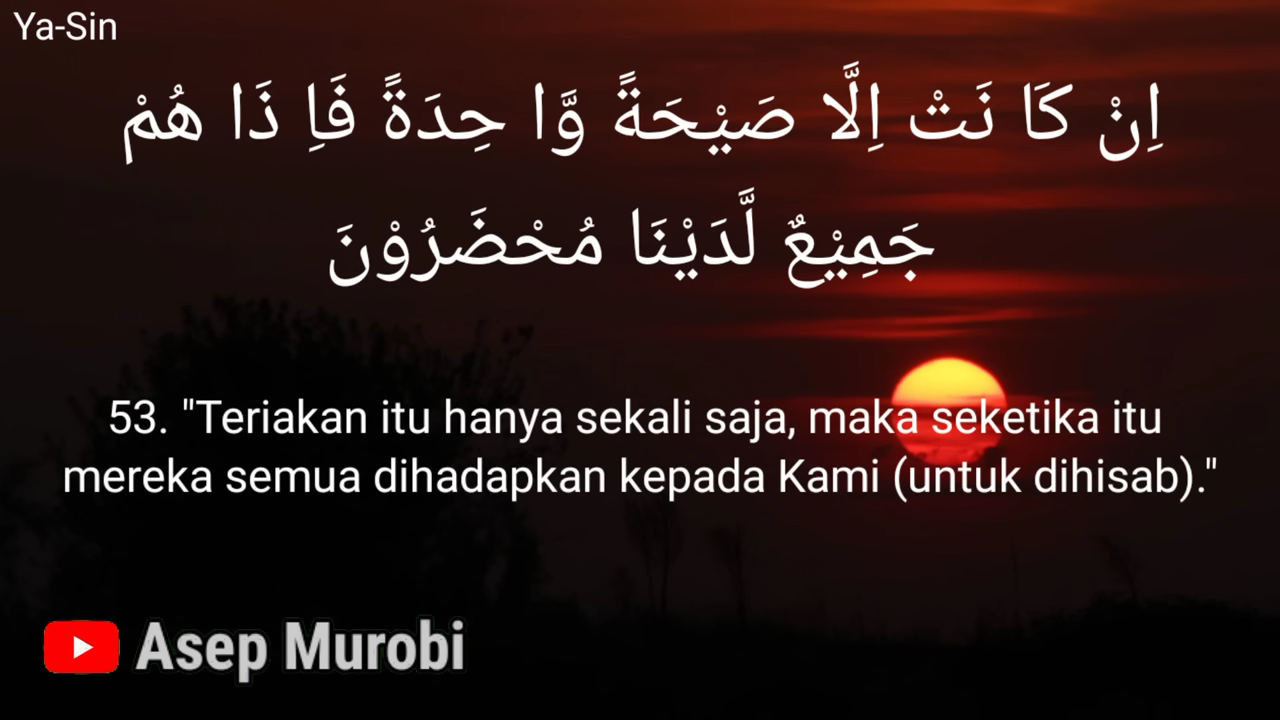 Ya-Sin
اِنْ كَا نَتْ اِلَّا صَيْحَةً وَّا حِدَةً فَاِ ذَا هُمْ
جَمِيْعٌ لَّدَيْنَا مُحْضَرُوْنَ
53. "Teriakan itu hanya sekali saja, maka seketika itu
mereka semua dihadapkan kepada Kami (untuk dihisab)."
Asep Murobi